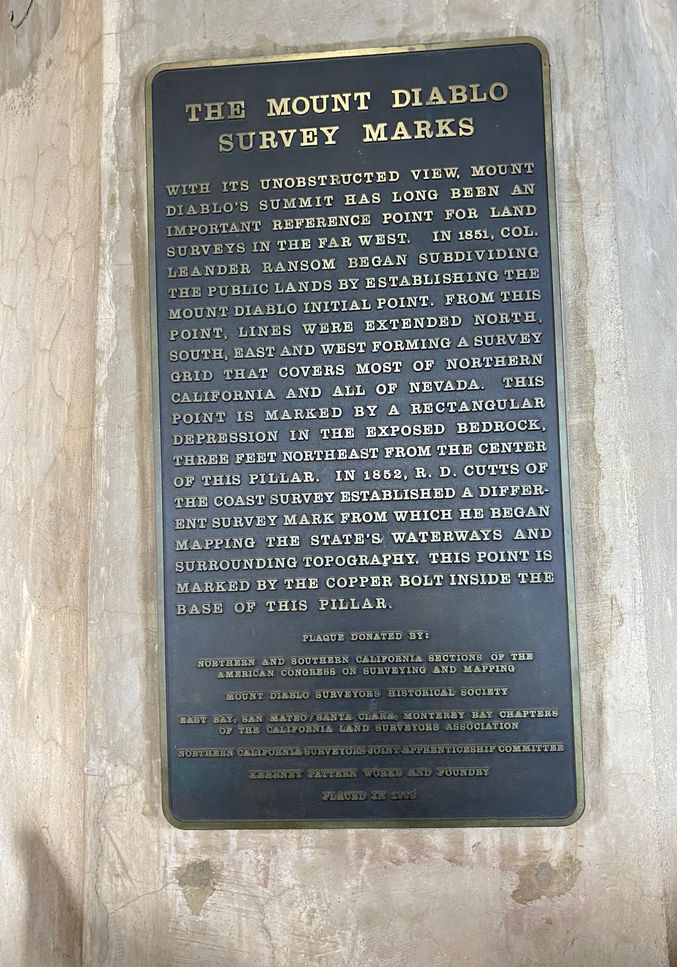 THE MOUNT DIABLO
SURVEY MARKS
WITH ITS UNOBSTRUCTED VIEW, MOUNT
DIABLO'S SUMMIT HAS LONG BEEN AN
IMPORTANT REFERENCE POINT FOR LAND
SURVEYS IN THE FAR WEST. IN 1851, COL.
LEANDER RANSOM BEGAN SUBDIVIDING
THE PUBLIC LANDS BY ESTABLISHING THE
MOUNT DIABLO INITIAL POINT. FROM THIS
POINT, LINES WERE EXTENDED NORTH,
SOUTH, EAST AND WEST FORMING A SURVEY
GRID THAT COVERS MOST OF NORTHERN
CALIFORNIA AND ALL OF NEVADA. THIS
POINT IS MARKED BY A RECTANGULAR
DEPRESSION IN THE EXPOSED BEDROCK,
THREE FEET NORTHEAST FROM THE CENTER
OF THIS PILLAR. IN 1852, R. D. CUTTS OF
THE COAST SURVEY ESTABLISHED A DIFFER-
ENT SURVEY MARK FROM WHICH HE BEGAN
MAPPING THE STATE'S WATERWAYS AND
SURROUNDING TOPOGRAPHY. THIS POINT IS
MARKED BY THE COPPER BOLT INSIDE THE
BASE OF THIS PILLAR.
PLAQUE DONATED BY:
NORTHERN AND SOUTHERN CALIFORNIA SECTIONS OF THE
AMERICAN CONGRESS ON SURVEYING AND MAPPING
MOUNT DIABLO SURVEYORS HISTORICAL SOCIETY
EAST BAY, SAN MATEO/SANTA CLARA, MONTEREY BAY CHAPTERS
OF THE CALIFORNIA LAND SURVEYORS ASSOCIATION
NORTHERN CALIFORNIA SURVEYORS JOINT APPRENTICESHIP COMMITTEE
KEARNEY PATTERN WORKS AND FOUNDRY
PLACED IN